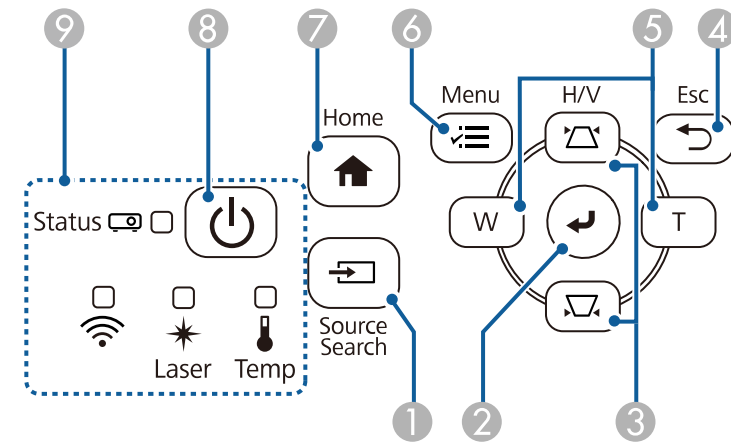 9 8 7 6 5 4
Menu H/V Esc
Home
Status
W T
Source
Search
Laser Temp
1 2 3